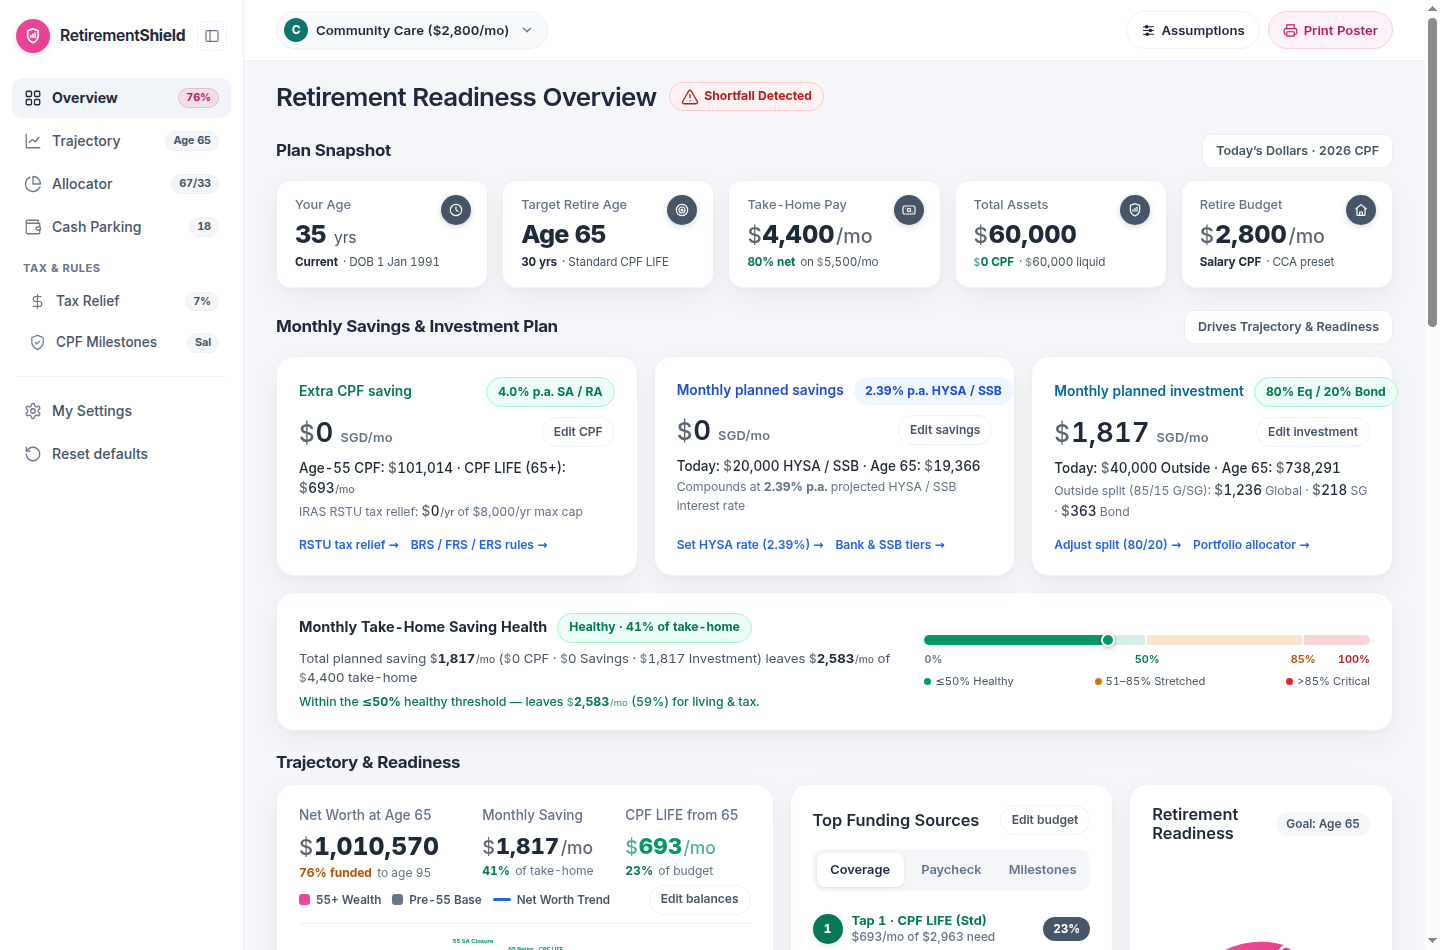 RetirementShield
Overview 76%
Trajectory Age 65
Allocator 67/33
Cash Parking 18
TAX & RULES
Tax Relief 7%
CPF Milestones Sal
My Settings
Reset defaults
C Community Care ($2,800/mo)
Assumptions
Print Poster
Retirement Readiness Overview Shortfall Detected
Plan Snapshot Today's Dollars · 2026 CPF
Your Age
35 yrs
Current · DOB 1 Jan 1991
Target Retire Age
Age 65
30 yrs · Standard CPF LIFE
Take-Home Pay
$4,400/mo
80% net on $5,500/mo
Total Assets
$60,000
$0 CPF · $60,000 liquid
Retire Budget
$2,800/mo
Salary CPF · CCA preset
Monthly Savings & Investment Plan Drives Trajectory & Readiness
Extra CPF saving 4.0% p.a. SA / RA
$0 SGD/mo Edit CPF
Age-55 CPF: $101,014 · CPF LIFE (65+):
$693/mo
IRAS RSTU tax relief: $0/yr of $8,000/yr max cap
RSTU tax relief → BRS / FRS / ERS rules →
Monthly planned savings 2.39% p.a. HYSA / SSB
$0 SGD/mo Edit savings
Today: $20,000 HYSA / SSB · Age 65: $19,366
Compounds at 2.39% p.a. projected HYSA / SSB
interest rate
Set HYSA rate (2.39%) → Bank & SSB tiers →
Monthly planned investment 80% Eq / 20% Bond
$1,817 SGD/mo Edit investment
Today: $40,000 Outside · Age 65: $738,291
Outside split (85/15 G/SG): $1,236 Global · $218 SG
· $363 Bond
Adjust split (80/20) → Portfolio allocator →
Monthly Take-Home Saving Health Healthy · 41% of take-home
Total planned saving $1,817/mo ($0 CPF · $0 Savings · $1,817 Investment) leaves $2,583/mo of
$4,400 take-home
Within the ≤50% healthy threshold — leaves $2,583/mo (59%) for living & tax.
0% 50% 85% 100%
≤50% Healthy 51–85% Stretched >85% Critical
Trajectory & Readiness
Net Worth at Age 65
$1,010,570
76% funded to age 95
Monthly Saving
$1,817/mo
41% of take-home
CPF LIFE from 65
$693/mo
23% of budget
55+ Wealth Pre-55 Base Net Worth Trend Edit balances
55 SA Closure
65 Retire · CPF LIFE
Top Funding Sources Edit budget
Coverage Paycheck Milestones
1 Tap 1 · CPF LIFE (Std) 23%
$693/mo of $2,963 need
Retirement
Readiness
Goal: Age 65